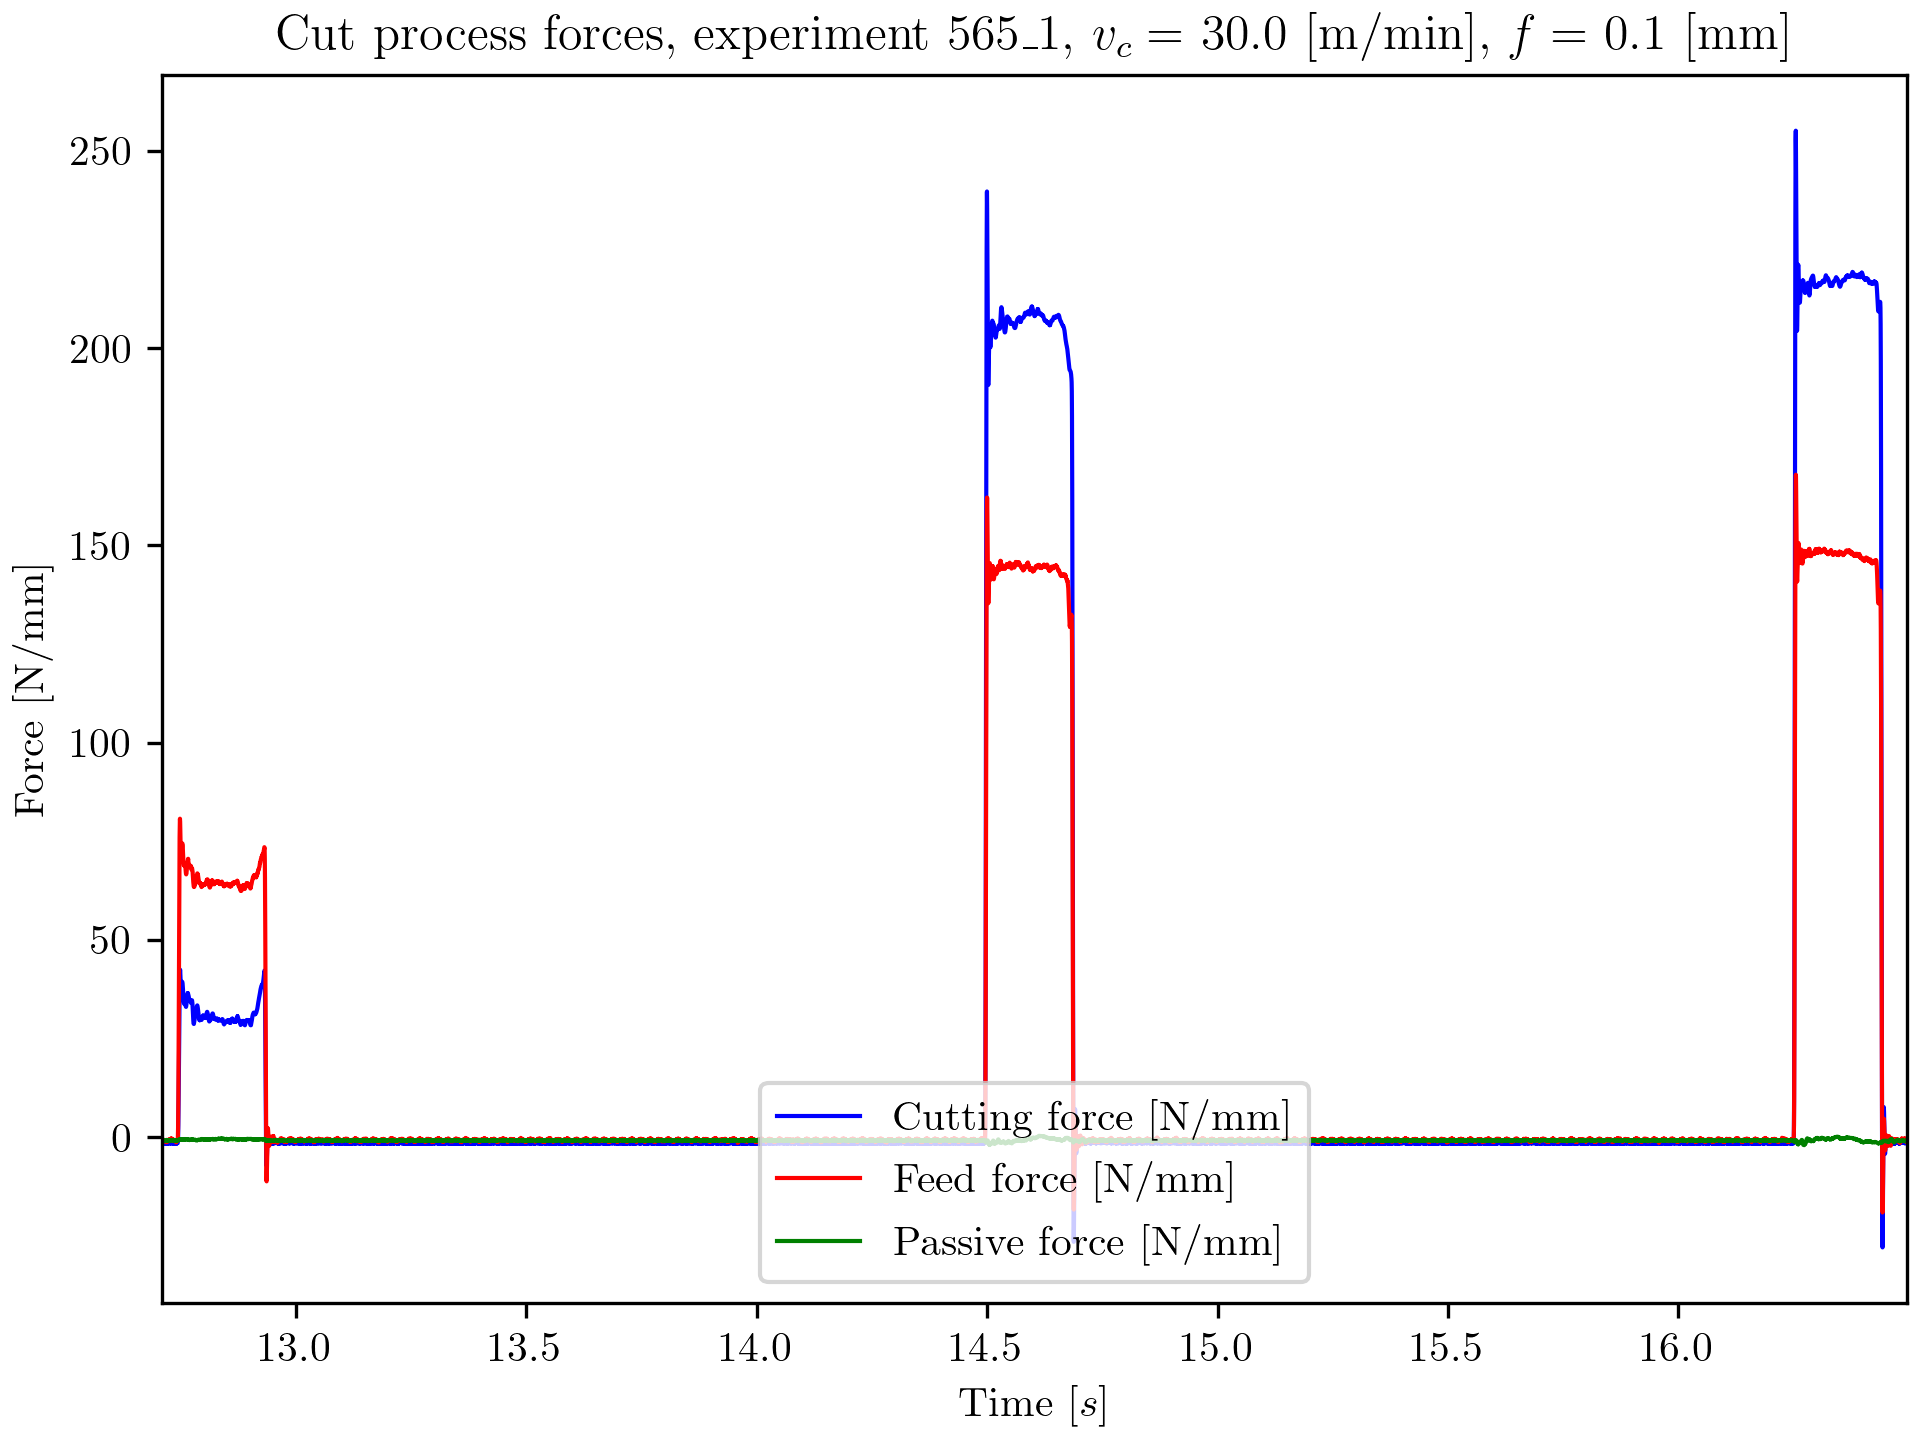 Cut process forces, experiment 565_1, v_c = 30.0 [m/min], f = 0.1 [mm]
250
200
150
100
50
0
Force [N/mm]
Cutting force [N/mm]
Feed force [N/mm]
Passive force [N/mm]
13.0 13.5 14.0 14.5 15.0 15.5 16.0
Time [s]